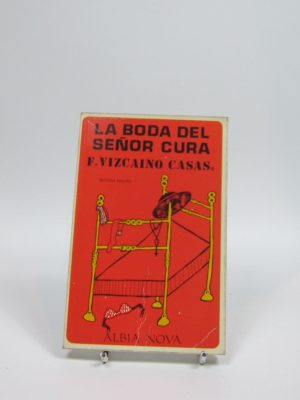 LA BODA DEL
SEÑOR CURA
F. VIZCAINO CASAS.
ALBIA NOVA